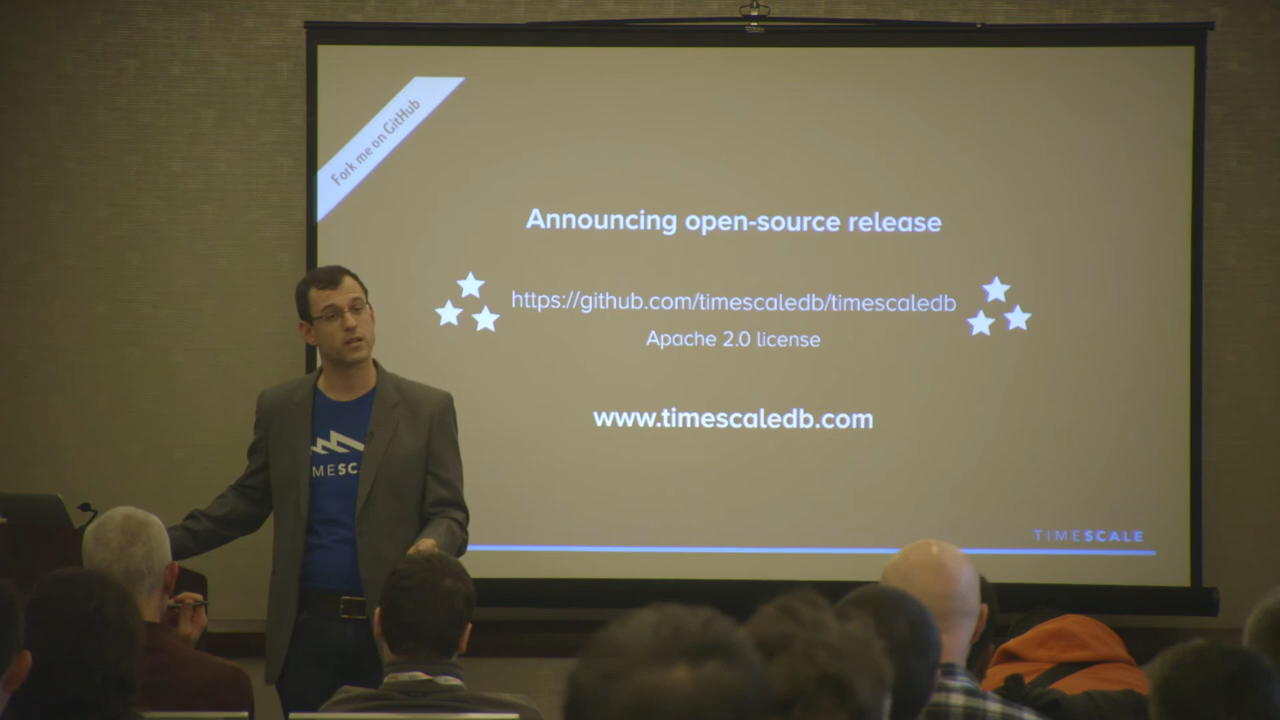 Fork me on GitHub
Announcing open-source release
https://github.com/timescaledb/timescaledb
Apache 2.0 license
www.timescaledb.com
TIMESCALE
MESC